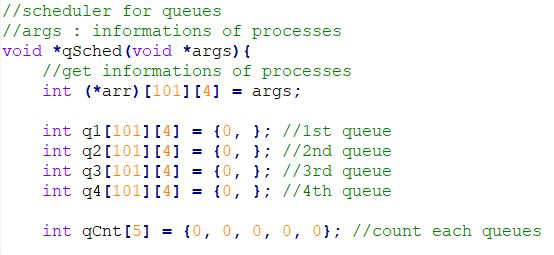 //scheduler for queues
//args : informations of processes
void *qSched(void *args){
//get informations of processes
int (*arr)[101][4] = args;
int q1[101][4] = {0, }; //1st queue
int q2[101][4] = {0, }; //2nd queue
int q3[101][4] = {0, }; //3rd queue
int q4[101][4] = {0, }; //4th queue
int qCnt[5] = {0, 0, 0, 0, 0}; //count each queues